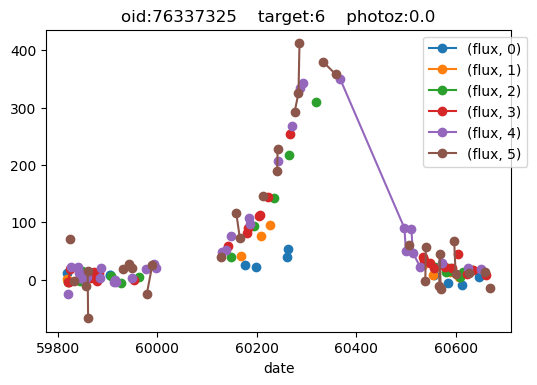 oid:76337325    target:6    photoz:0.0
400
300
200
100
0
59800
60000
60200
60400
60600
date
(flux, 0)
(flux, 1)
(flux, 2)
(flux, 3)
(flux, 4)
(flux, 5)